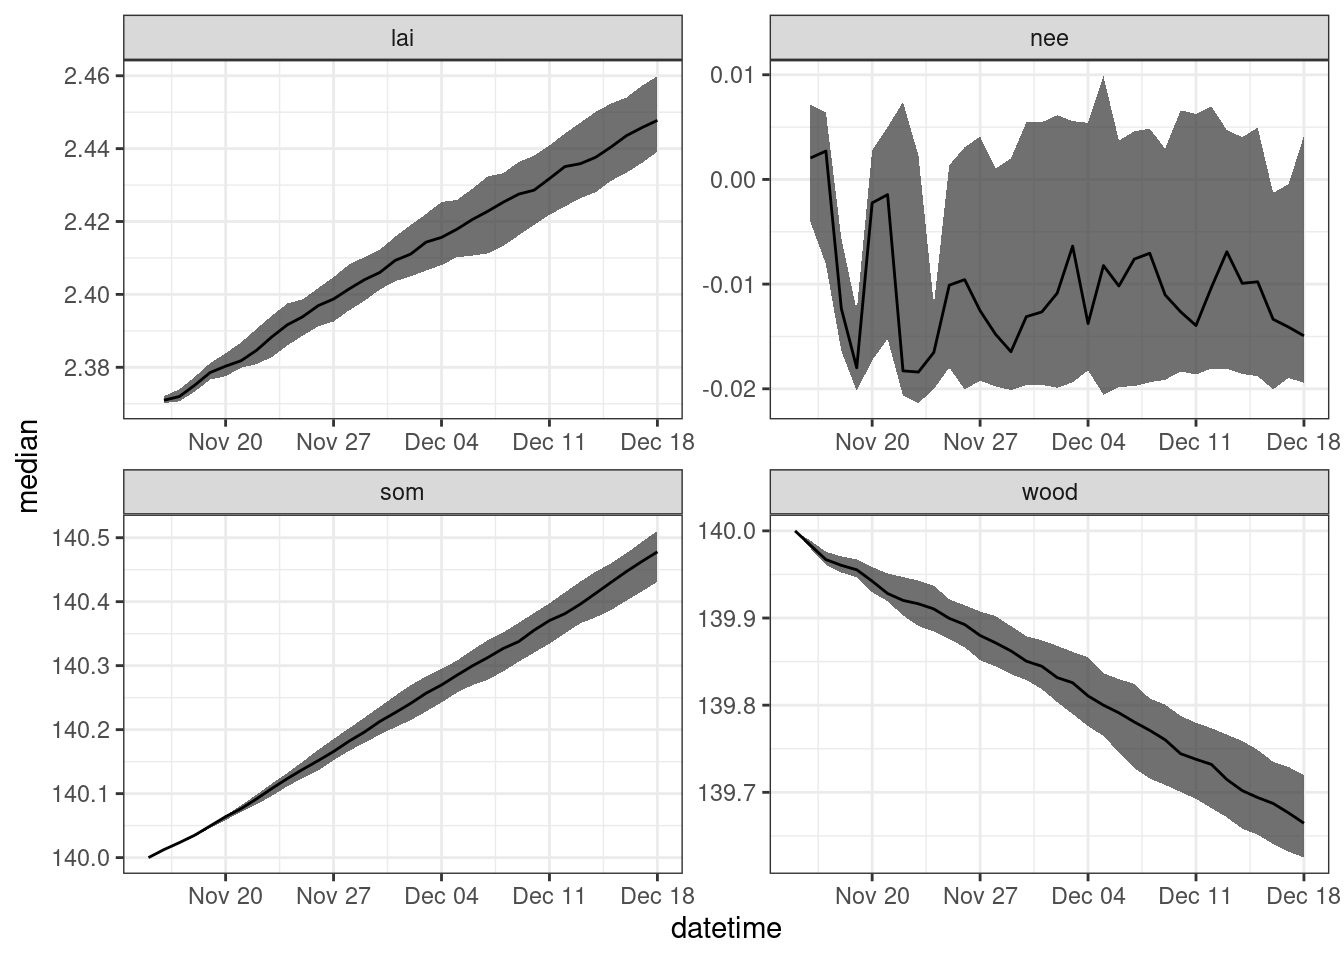 lai
nee
2.46
2.44
2.42
2.40
2.38
0.01
0.00
-0.01
-0.02
Nov 20 Nov 27 Dec 04 Dec 11 Dec 18
Nov 20 Nov 27 Dec 04 Dec 11 Dec 18
median
som
wood
140.5
140.4
140.3
140.2
140.1
140.0
140.0
139.9
139.8
139.7
Nov 20 Nov 27 Dec 04 Dec 11 Dec 18
Nov 20 Nov 27 Dec 04 Dec 11 Dec 18
datetime